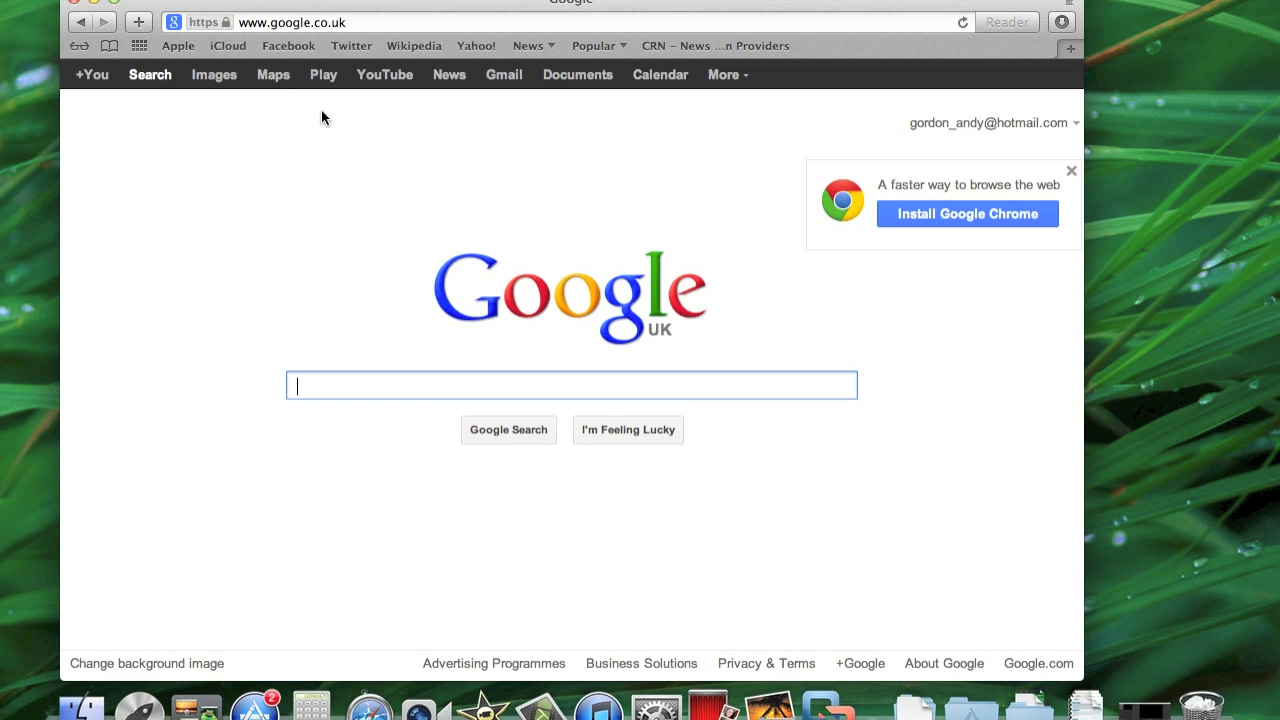 Google
https www.google.co.uk Reader
Apple iCloud Facebook Twitter Wikipedia Yahoo! News Popular CRN - News ...n Providers
+You Search Images Maps Play YouTube News Gmail Documents Calendar More
gordon_andy@hotmail.com
A faster way to browse the web
Install Google Chrome
Google
UK
Google Search I'm Feeling Lucky
Change background image Advertising Programmes Business Solutions Privacy & Terms +Google About Google Google.com
2